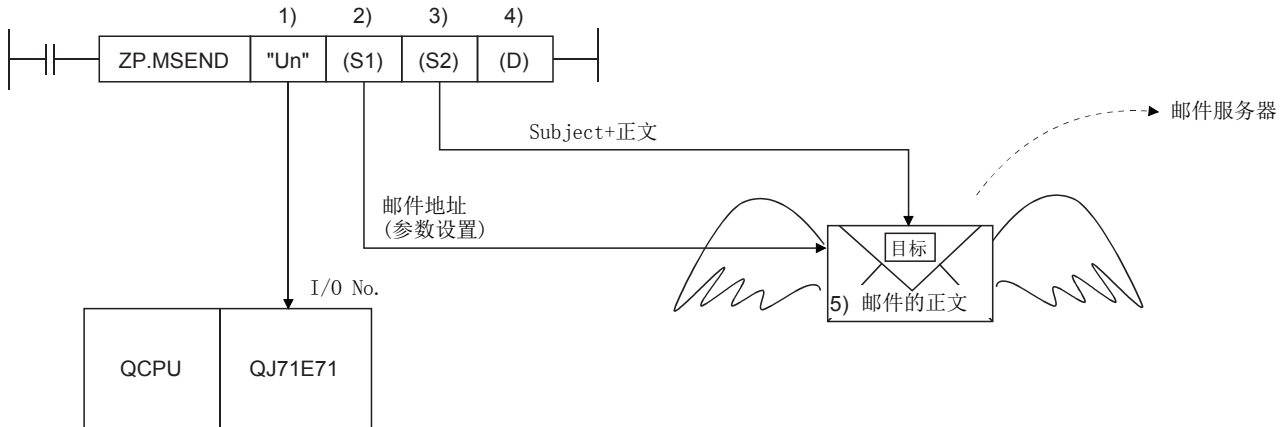 1) 2) 3) 4)
ZP.MSEND "Un" (S1) (S2) (D)
邮件服务器
Subject+正文
邮件地址
(参数设置)
目标
I/O No.
5) 邮件的正文
QCPU QJ71E71